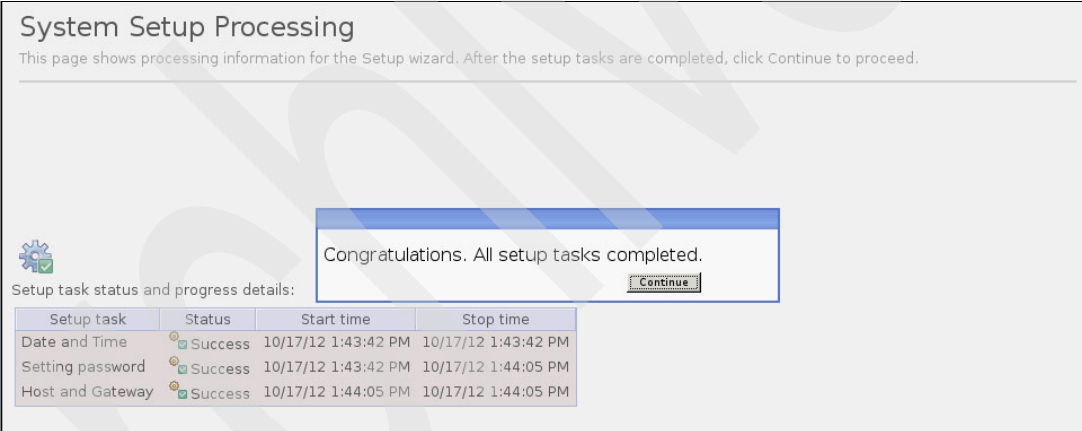 System Setup Processing
This page shows processing information for the Setup wizard. After the setup tasks are completed, click Continue to proceed.
Congratulations. All setup tasks completed.
Continue
Setup task status and progress details:
Setup task Status Start time Stop time
Date and Time Success 10/17/12 1:43:42 PM 10/17/12 1:43:42 PM
Setting password Success 10/17/12 1:43:42 PM 10/17/12 1:44:05 PM
Host and Gateway Success 10/17/12 1:44:05 PM 10/17/12 1:44:05 PM